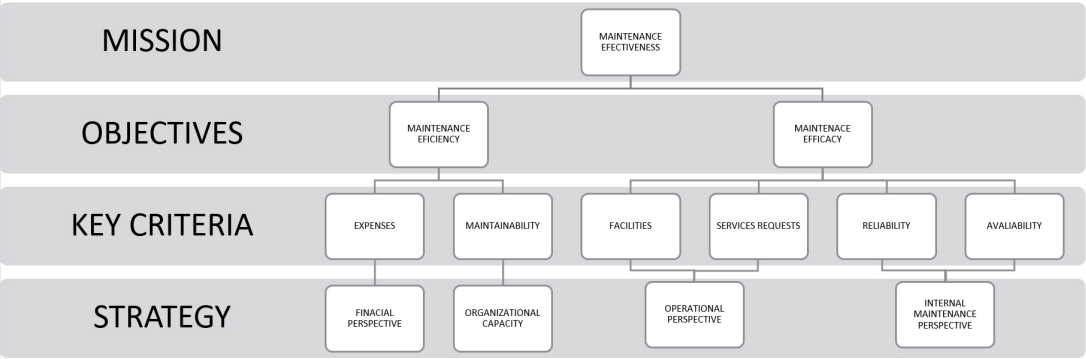 MISSION
MAINTENANCE
EFECTIVENESS
OBJECTIVES
MAINTENANCE
EFICIENCY
MAINTENACE
EFFICACY
KEY CRITERIA
EXPENSES
MAINTAINABILITY
FACILITIES
SERVICES REQUESTS
RELIABILITY
AVALIABILITY
STRATEGY
FINACIAL
PERSPECTIVE
ORGANIZATIONAL
CAPACITY
OPERATIONAL
PERSPECTIVE
INTERNAL
MAINTENANCE
PERSPECTIVE